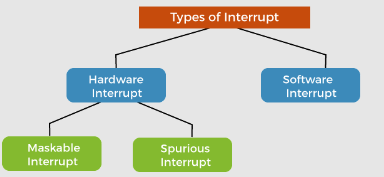 Types of Interrupt
Hardware
Interrupt
Software
Interrupt
Maskable
Interrupt
Spurious
Interrupt